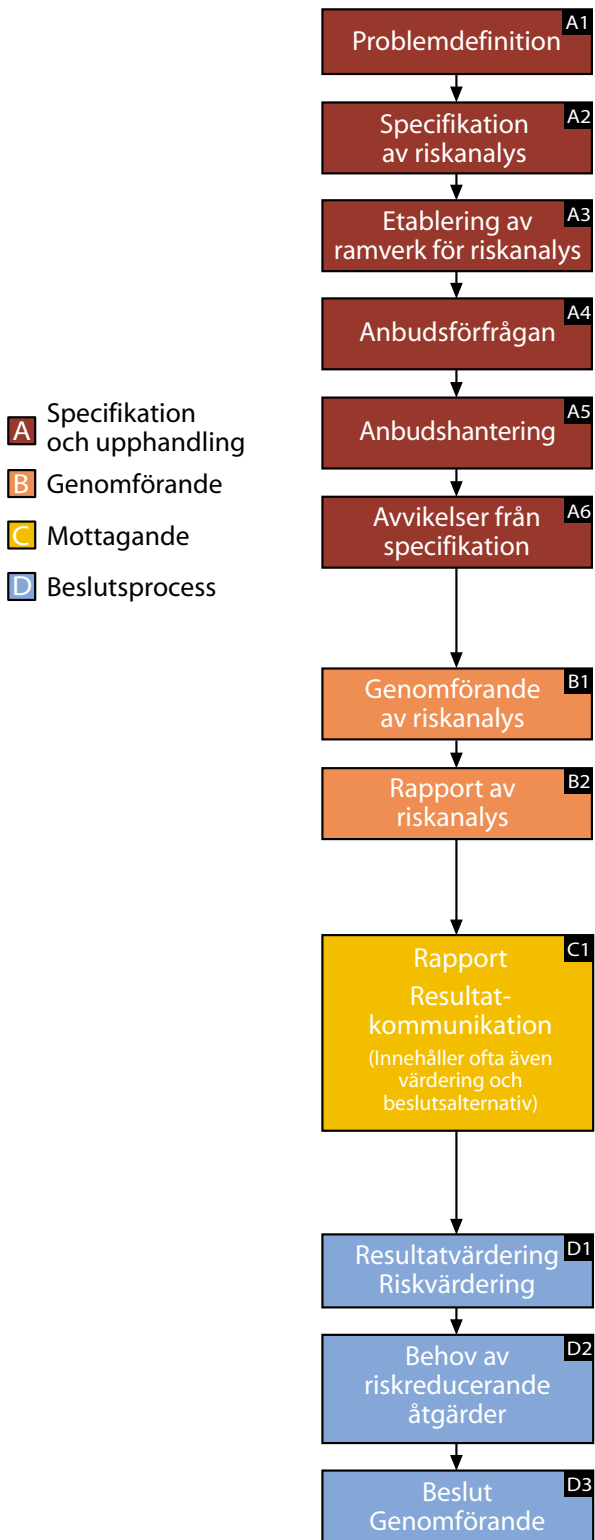 A1
Problemdefinition
A2
Specifikation
av riskanalys
A3
Etablering av
ramverk för riskanalys
A4
Anbudsförfrågan
A5
Anbudshantering
A6
Avvikelser från
specifikation
A Specifikation
och upphandling
B Genomförande
C Mottagande
D Beslutsprocess
B1
Genomförande
av riskanalys
B2
Rapport av
riskanalys
C1
Rapport
Resultat-
kommunikation
(Innehåller ofta även
värdering och
beslutsalternativ)
D1
Resultatvärdering
Riskvärdering
D2
Behov av
riskreducerande
åtgärder
D3
Beslut
Genomförande